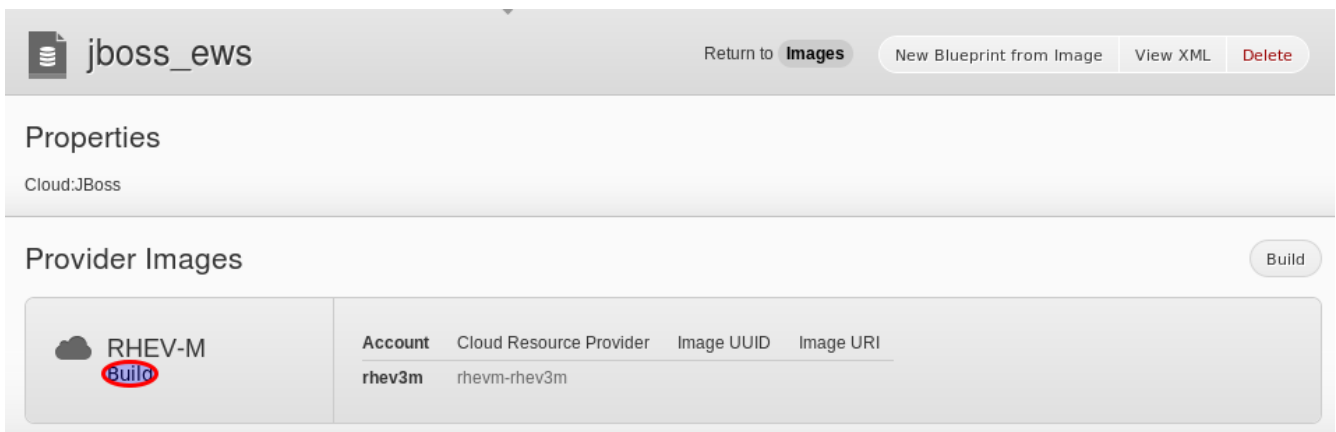 jboss_ews Return to Images New Blueprint from Image View XML Delete
Properties
Cloud:JBoss
Provider Images Build
RHEV-M
Build
Account Cloud Resource Provider Image UUID Image URI
rhev3m rhevm-rhev3m